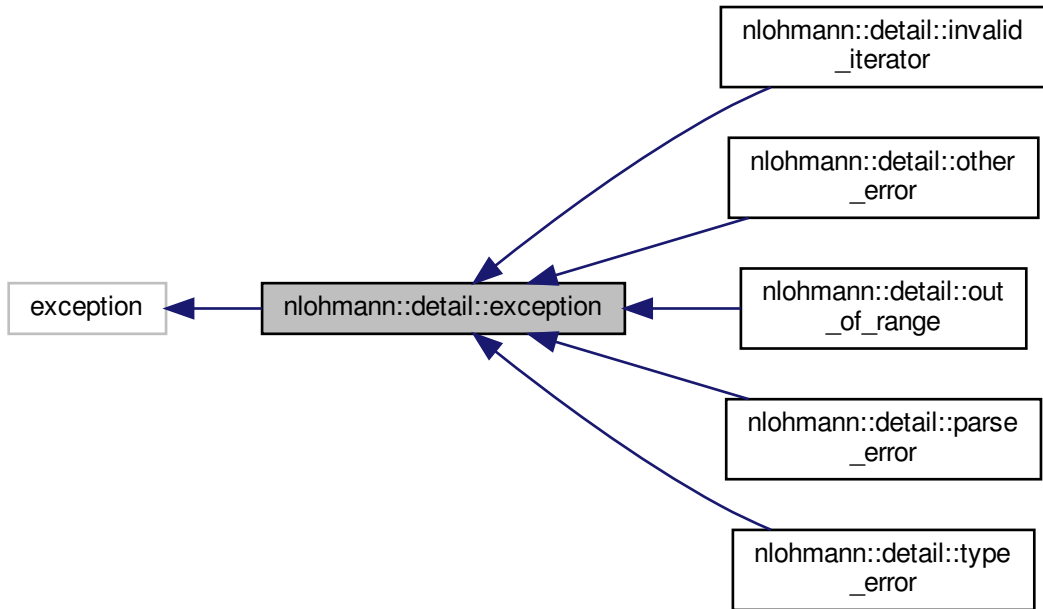 exception
nlohmann::detail::exception
nlohmann::detail::invalid
_iterator
nlohmann::detail::other
_error
nlohmann::detail::out
_of_range
nlohmann::detail::parse
_error
nlohmann::detail::type
_error